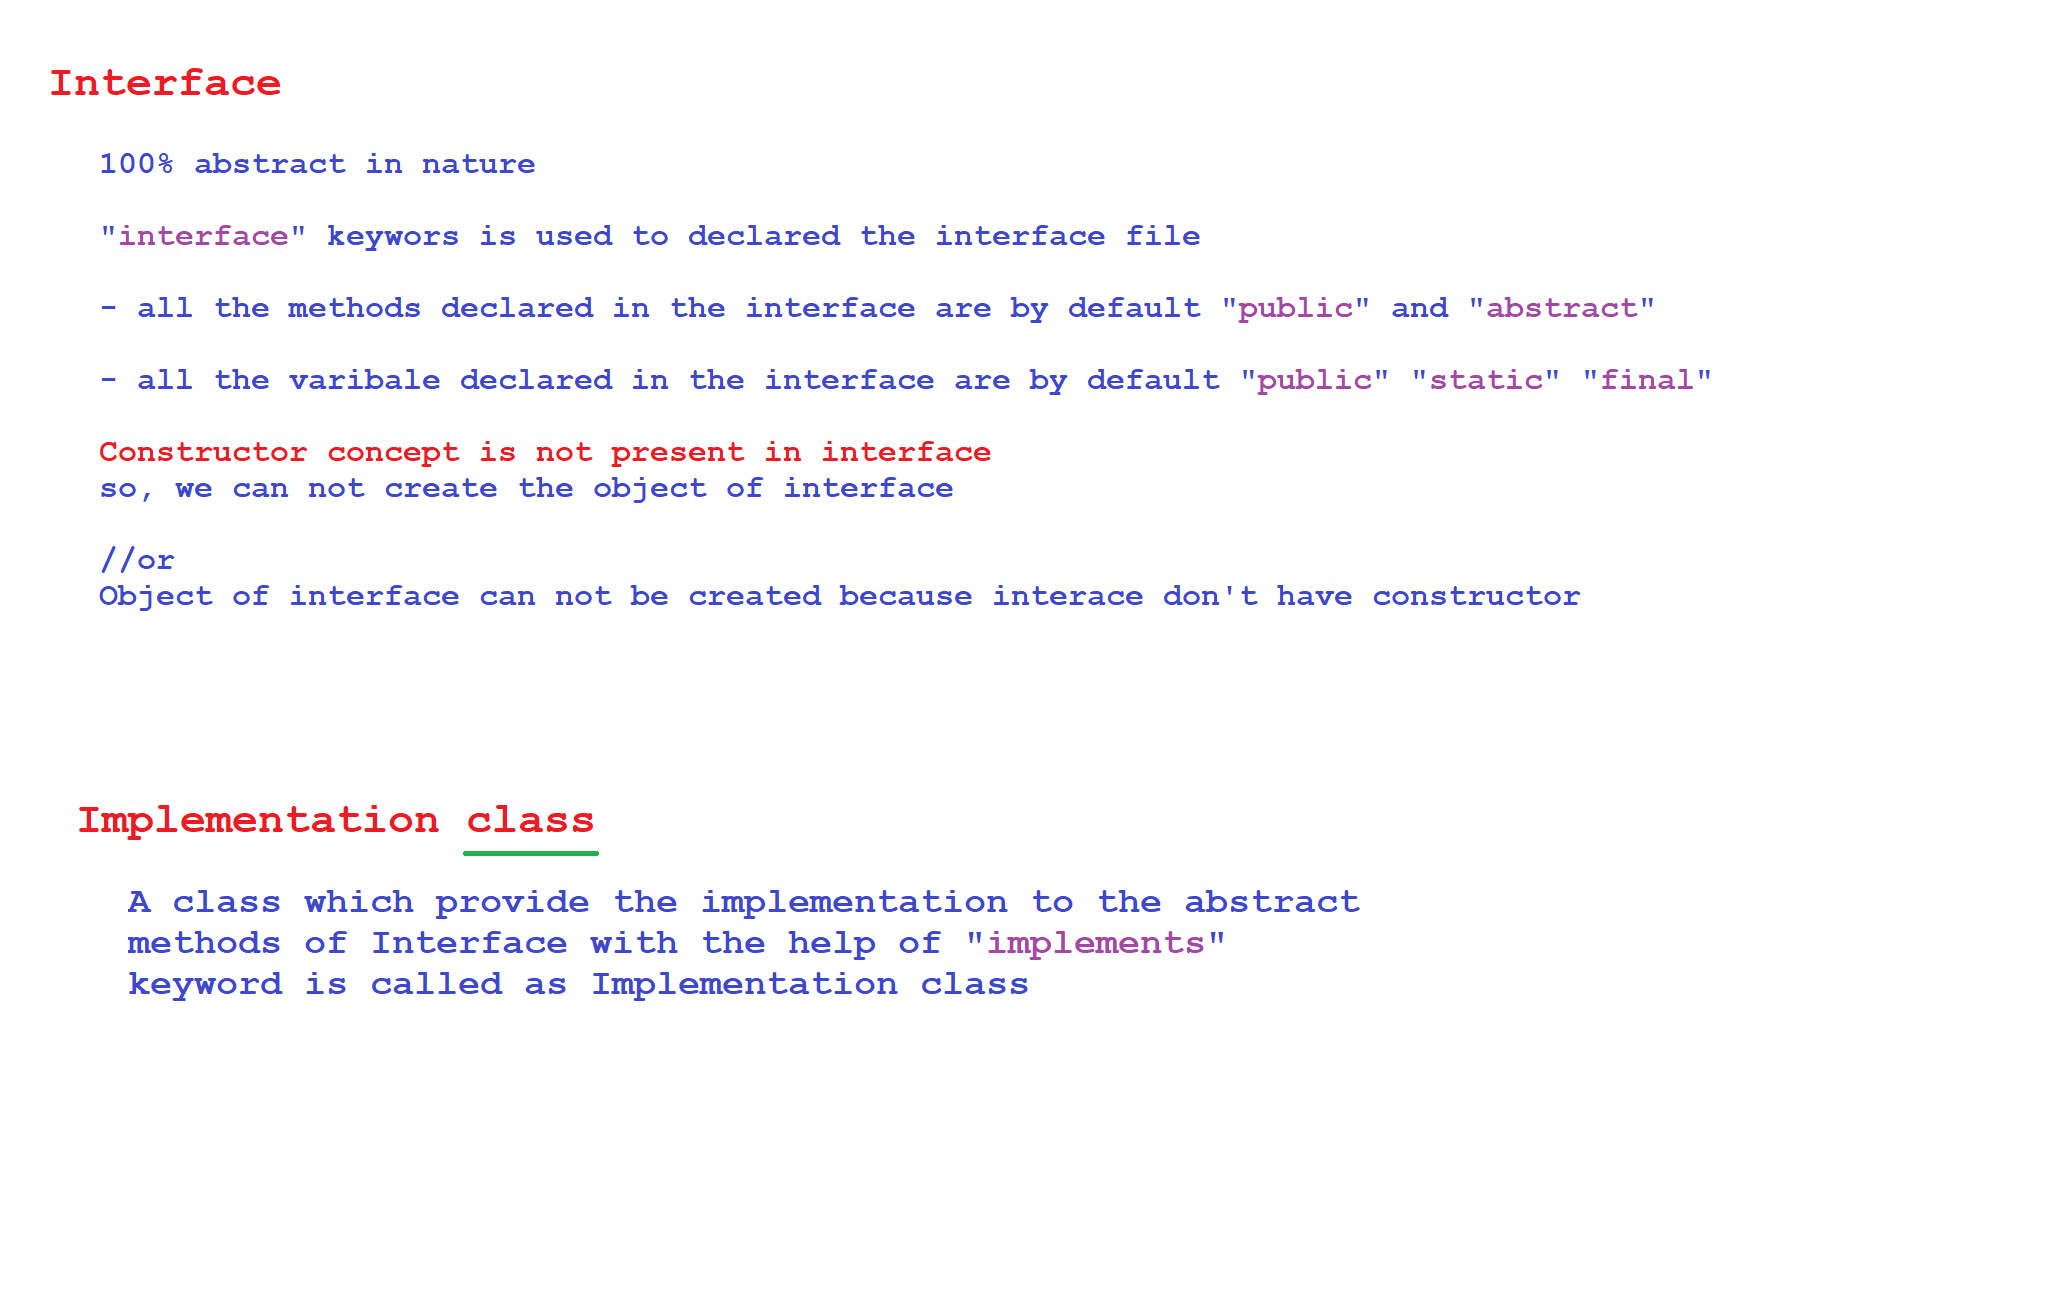 Interface
100% abstract in nature
"interface" keywors is used to declared the interface file
- all the methods declared in the interface are by default "public" and "abstract"
- all the varibale declared in the interface are by default "public" "static" "final"
Constructor concept is not present in interface
so, we can not create the object of interface
//or
Object of interface can not be created because interace don't have constructor
Implementation class
A class which provide the implementation to the abstract
methods of Interface with the help of "implements"
keyword is called as Implementation class